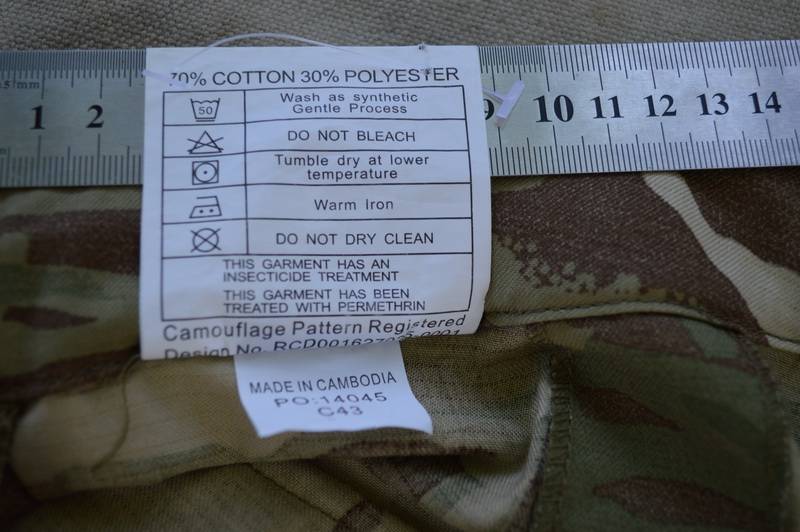 1 2 9 10 11 12 13 14
70% COTTON 30% POLYESTER
50
Wash as synthetic
Gentle Process
DO NOT BLEACH
Tumble dry at lower
temperature
Warm Iron
DO NOT DRY CLEAN
THIS GARMENT HAS AN
INSECTICIDE TREATMENT
THIS GARMENT HAS BEEN
TREATED WITH PERMETHRIN
Camouflage Pattern Registered
Design No.
MADE IN CAMBODIA
PO:14045
C43